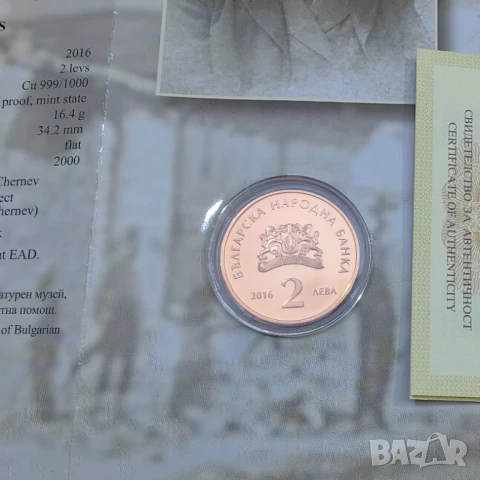 s
2016
2 levs
Cu 999/1000
proof, mint state
16.4 g
34.2 mm
flat
2000
Chernev
ect
hernev)
k
nt EAD.
атурен музей,
тна помощ.
of Bulgarian
БЪЛГАРСКА НАРОДНА БАНКА
2016 2 ЛЕВА
СВИДЕТЕЛСТВО ЗА АВТЕНТИЧНОСТ
CERTIFICATE OF AUTHENTICITY
BAZAR